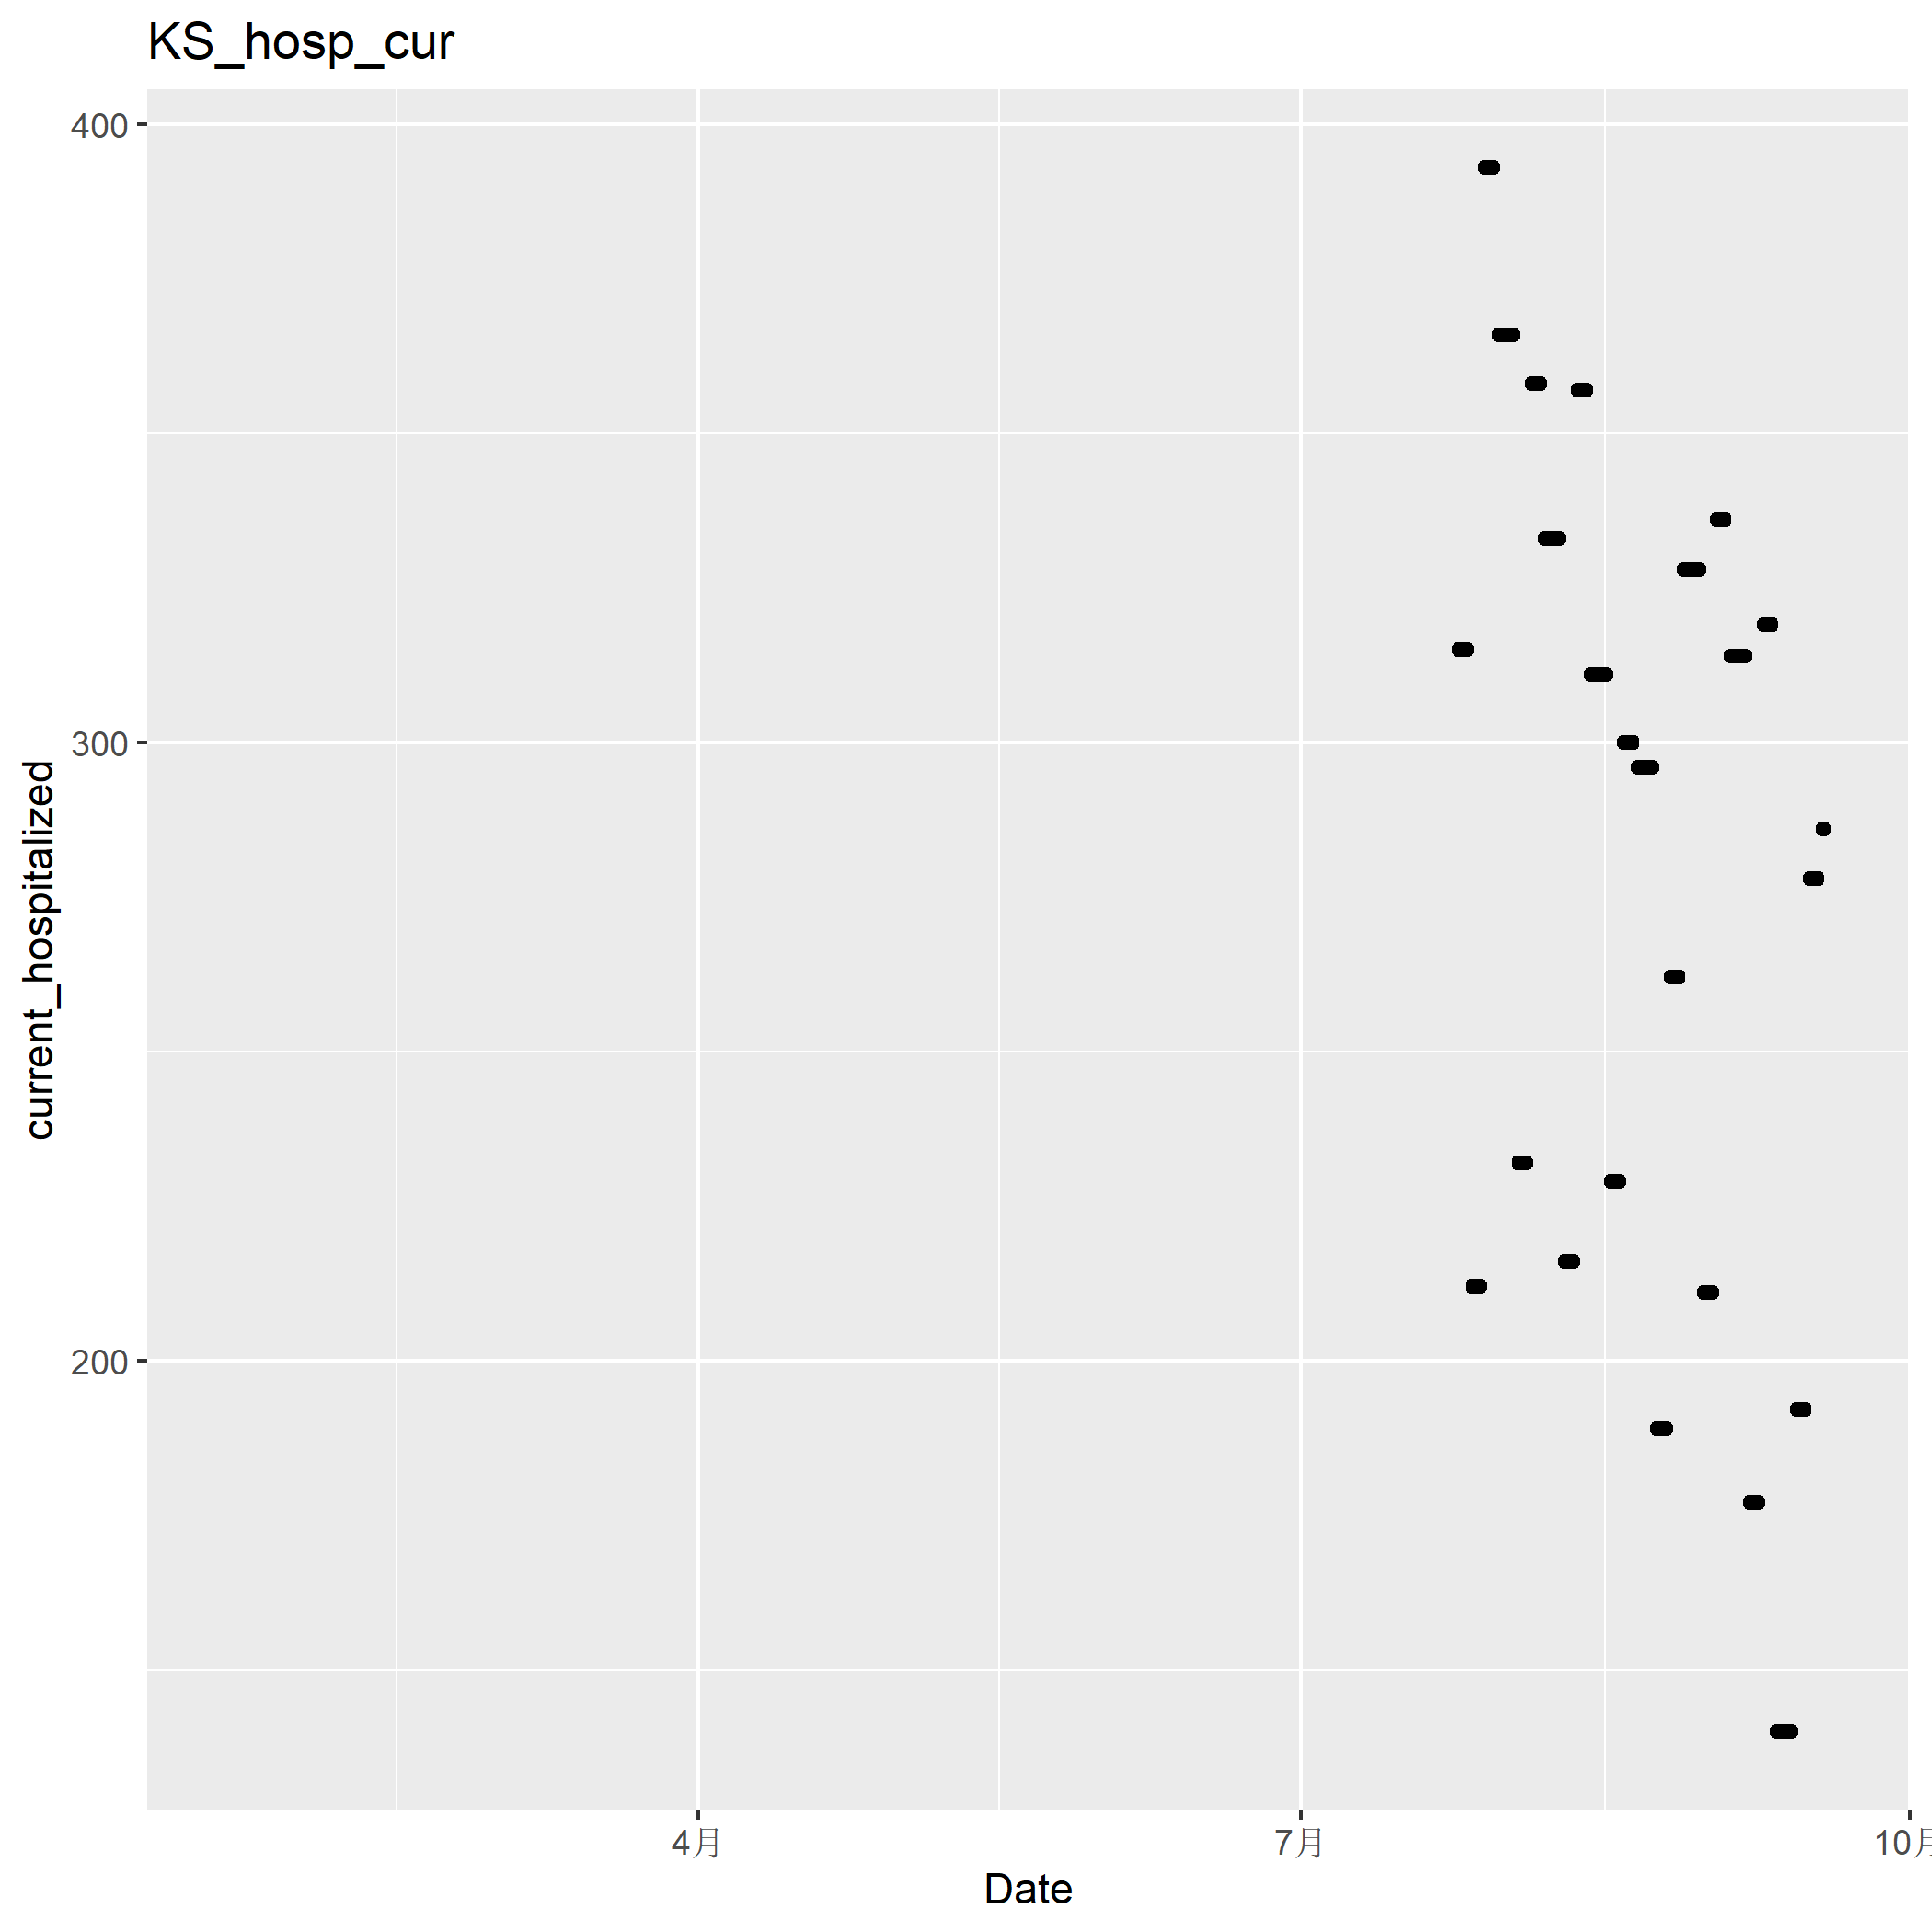 KS_hosp_cur
400
300
200
current_hospitalized
4月
7月
10月
Date